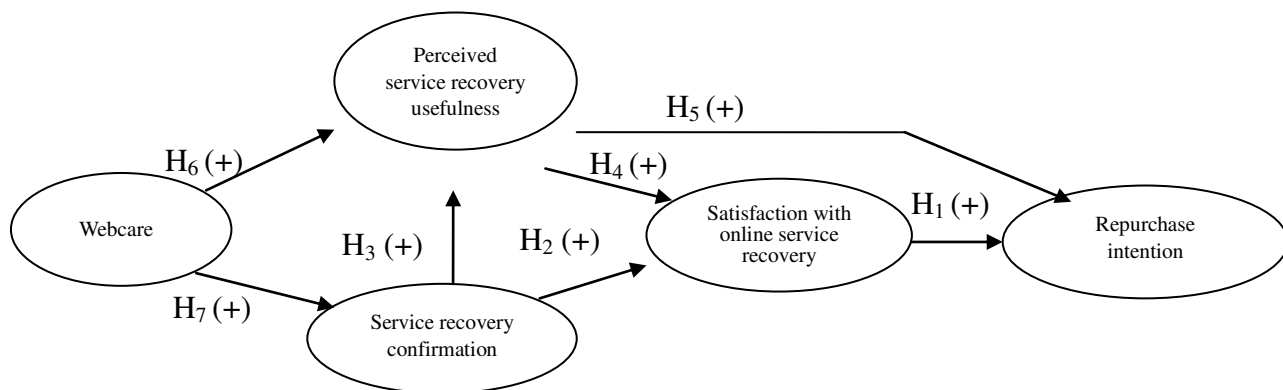 Perceived
service recovery
usefulness
H5 (+)
H6 (+)
H4 (+)
Webcare
Satisfaction with
online service
recovery
H1 (+)
Repurchase
intention
H3 (+)
H2 (+)
H7 (+)
Service recovery
confirmation